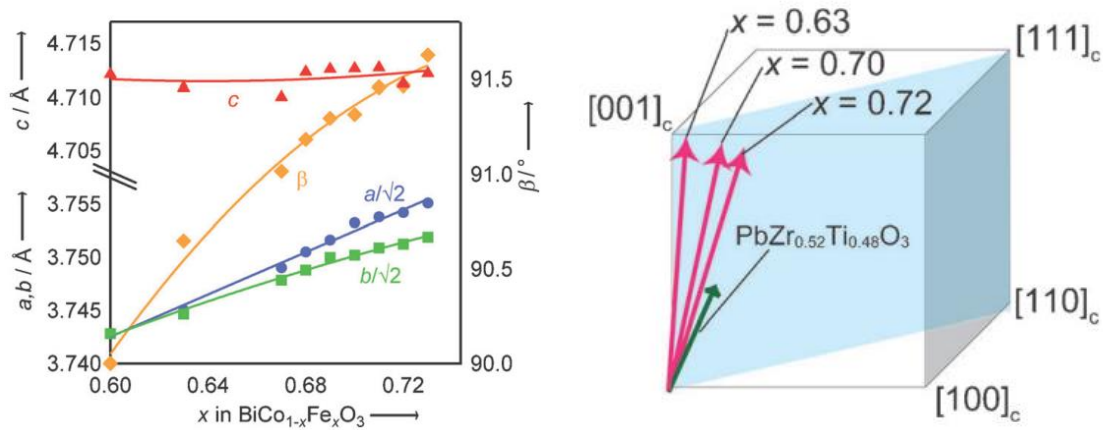 4.715
4.710
4.705
c / Å
3.755
3.750
3.745
3.740
a,b / Å
c
β
a/√2
b/√2
91.5
91.0
90.5
90.0
β/°
0.60
0.64
0.68
0.72
x in BiCo1-xFexO3
x = 0.63
x = 0.70
x = 0.72
[111]c
[001]c
PbZr0.52Ti0.48O3
[110]c
[100]c